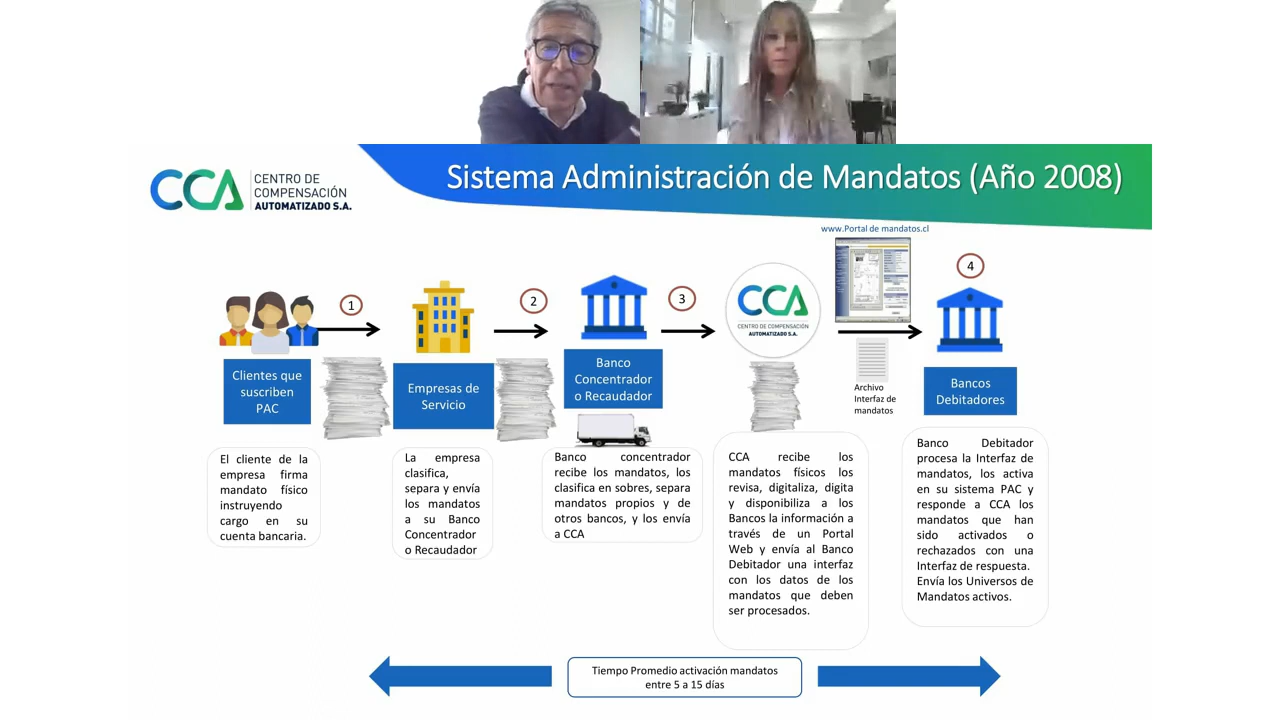 Sistema Administración de Mandatos (Año 2008)
CCA
CENTRO DE
COMPENSACIÓN
AUTOMATIZADO S.A.
www.Portal de mandatos.cl
1
2
3
4
CCA
CENTRO DE COMPENSACIÓN
AUTOMATIZADO S.A.
Clientes que
suscriben
PAC
Empresas de
Servicio
Banco
Concentrador
o Recaudador
Archivo
Interfaz de
mandatos
Bancos
Debitadores
El cliente de la
empresa firma
mandato físico
instruyendo
cargo en su
cuenta bancaria.
La empresa
clasifica,
separa y envía
los mandatos
a su Banco
Concentrador
o Recaudador
Banco concentrador
recibe los mandatos, los
clasifica en sobres, separa
mandatos propios y de
otros bancos, y los envía
a CCA
CCA recibe los
mandatos físicos los
revisa, digitaliza, digita
y disponibiliza a los
Bancos la información a
través de un Portal
Web y envía al Banco
Debitador una interfaz
con los datos de los
mandatos que deben
ser procesados.
Banco Debitador
procesa la Interfaz de
mandatos, los activa
en su sistema PAC y
responde a CCA los
mandatos que han
sido activados o
rechazados con una
Interfaz de respuesta.
Envía los Universos de
Mandatos activos.
Tiempo Promedio activación mandatos
entre 5 a 15 días